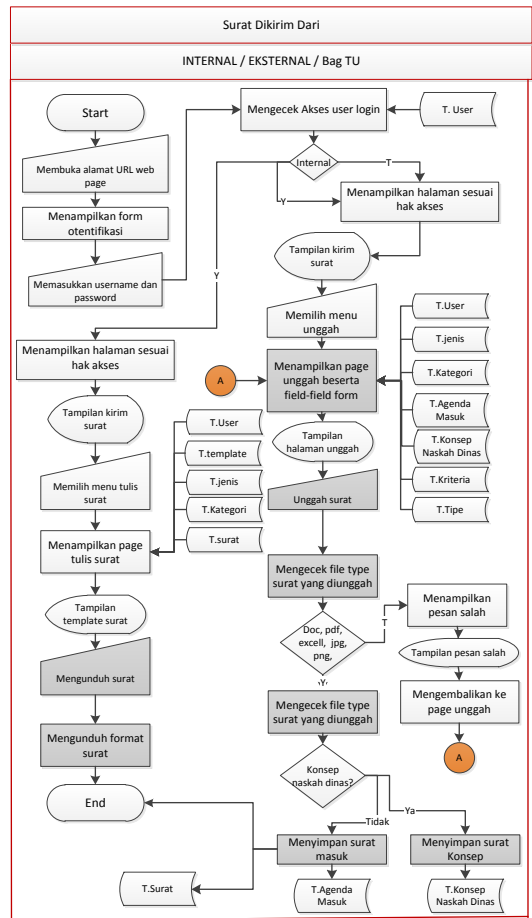 Surat Dikirim Dari
INTERNAL / EKSTERNAL / Bag TU
Start
Membuka alamat URL web
page
Menampilkan form
otentifikasi
Memasukkan username dan
password
Mengecek Akses user login
T. User
Internal
T
Y
Y
Menampilkan halaman sesuai
hak akses
Tampilan kirim
surat
Memilih menu
unggah
Menampilkan page
unggah beserta
field-field form
A
T.User
T.jenis
T.Kategori
T.Agenda
Masuk
T.Konsep
Naskah Dinas
T.Kriteria
T.Tipe
Tampilan
halaman unggah
Unggah surat
Mengecek file type
surat yang diunggah
Doc, pdf,
excell, jpg,
png,
T
Y
Menampilkan
pesan salah
Tampilan pesan salah
Mengembalikan ke
page unggah
A
Mengecek file type
surat yang diunggah
Konsep
naskah dinas?
Tidak
Ya
Menyimpan surat
masuk
Menyimpan surat
Konsep
T.Agenda
Masuk
T.Konsep
Naskah Dinas
Menampilkan halaman sesuai
hak akses
Tampilan kirim
surat
Memilih menu tulis
surat
Menampilkan page
tulis surat
T.User
T.template
T.jenis
T.Kategori
T.surat
Tampilan
template surat
Mengunduh surat
Mengunduh format
surat
End
T.Surat